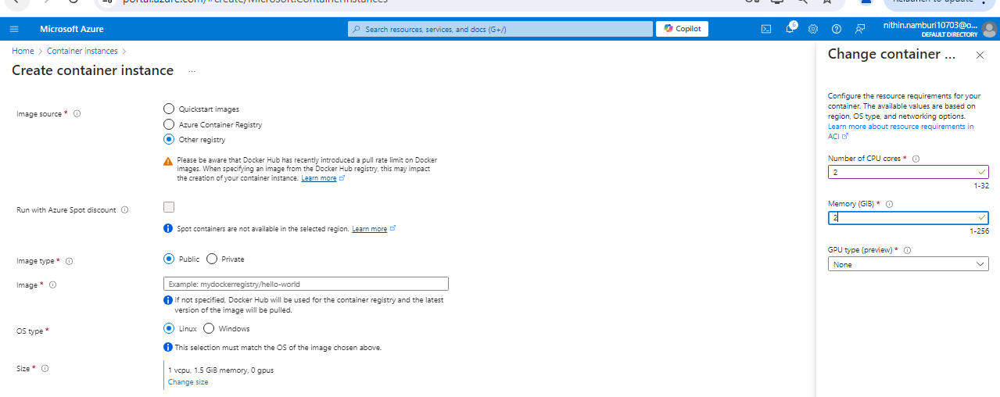 portal.azure.com/#create/Microsoft.ContainerInstances
Relaunch to update
Microsoft Azure
Search resources, services, and docs (G+/)
Copilot
6
nithin.namburi10703@o...
DEFAULT DIRECTORY
Home > Container instances >
Create container instance ...
Image source *
Quickstart images
Azure Container Registry
Other registry
Please be aware that Docker Hub has recently introduced a pull rate limit on Docker
images. When specifying an image from the Docker Hub registry, this may impact
the creation of your container instance. Learn more
Run with Azure Spot discount
Spot containers are not available in the selected region. Learn more
Image type *
Public
Private
Image *
Example: mydockerregistry/hello-world
If not specified, Docker Hub will be used for the container registry and the latest
version of the image will be pulled.
OS type *
Linux
Windows
This selection must match the OS of the image chosen above.
Size *
1 vcpu, 1.5 GiB memory, 0 gpus
Change size
Change container ...
Configure the resource requirements for your
container. The available values are based on
region, OS type, and networking options.
Learn more about resource requirements in
ACI
Number of CPU cores *
2
1-32
Memory (GiB) *
2
1-256
GPU type (preview) *
None